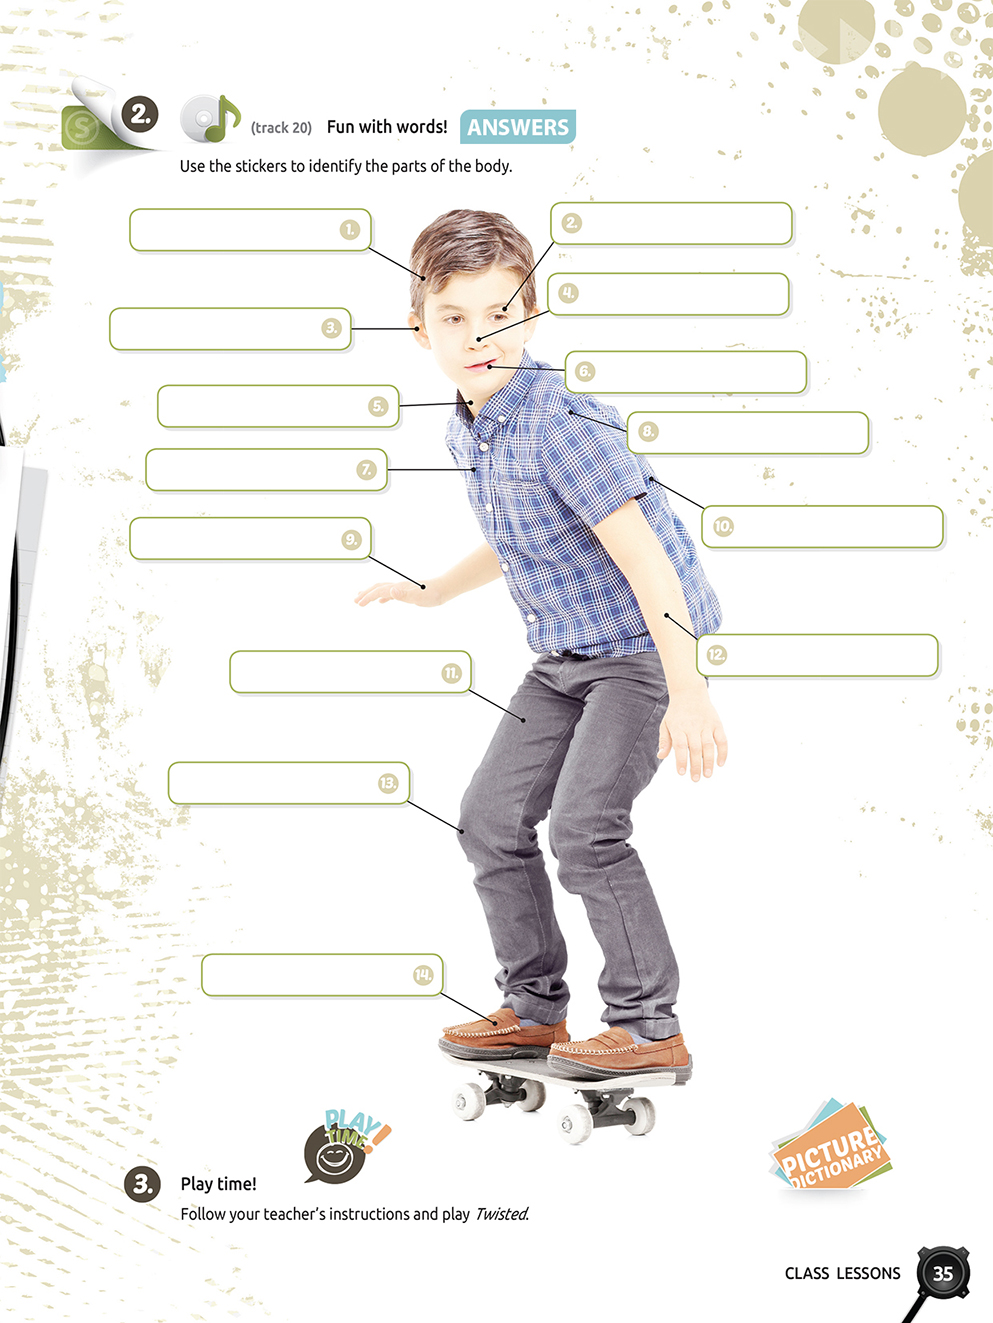 S
2.
(track 20) Fun with words! ANSWERS
Use the stickers to identify the parts of the body.
1.
2.
3.
4.
5.
6.
7.
8.
9.
10.
11.
12.
13.
14.
PLAY
TIME!
3.
Play time!
Follow your teacher's instructions and play Twisted.
PICTURE
DICTIONARY
CLASS LESSONS 35